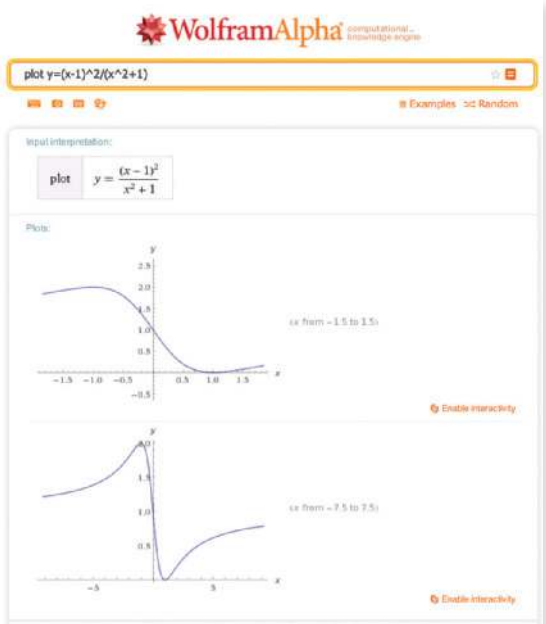 WolframAlpha computational... knowledge engine
plot y=(x-1)^2/(x^2+1)
Examples Random
Input interpretation:
plot y = (x − 1)² / x² + 1
Plots:
y
2.5
2.0
1.5
1.0
0.5
−1.5 −1.0 −0.5 0.5 1.0 1.5 x
−0.5
(x from −1.5 to 1.5)
Enable interactivity
y
2.0
1.5
1.0
0.5
−5 5 x
(x from −7.5 to 7.5)
Enable interactivity